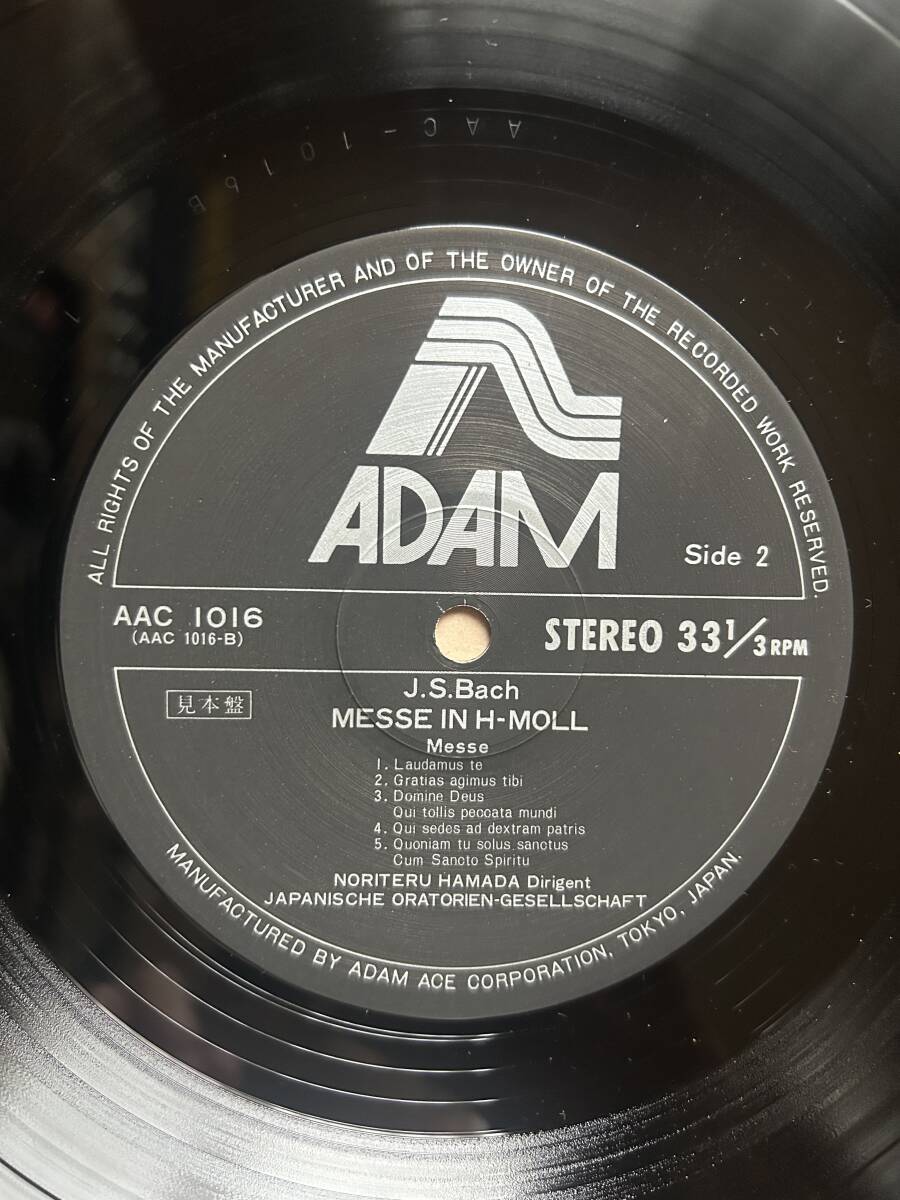 AAC-1016B
ALL RIGHTS OF THE MANUFACTURER AND OF THE OWNER OF THE RECORDED WORK RESERVED.
ADAM
Side 2
AAC 1016
(AAC 1016-B)
STEREO 33 1/3 RPM
見本盤
J.S.Bach
MESSE IN H-MOLL
Messe
1. Laudamus te
2. Gratias agimus tibi
3. Domine Deus
Qui tollis peccata mundi
4. Qui sedes ad dextram patris
5. Quoniam tu solus sanctus
Cum Sancto Spiritu
NORITERU HAMADA Dirigent
JAPANISCHE ORATORIEN-GESELLSCHAFT
MANUFACTURED BY ADAM ACE CORPORATION, TOKYO, JAPAN.